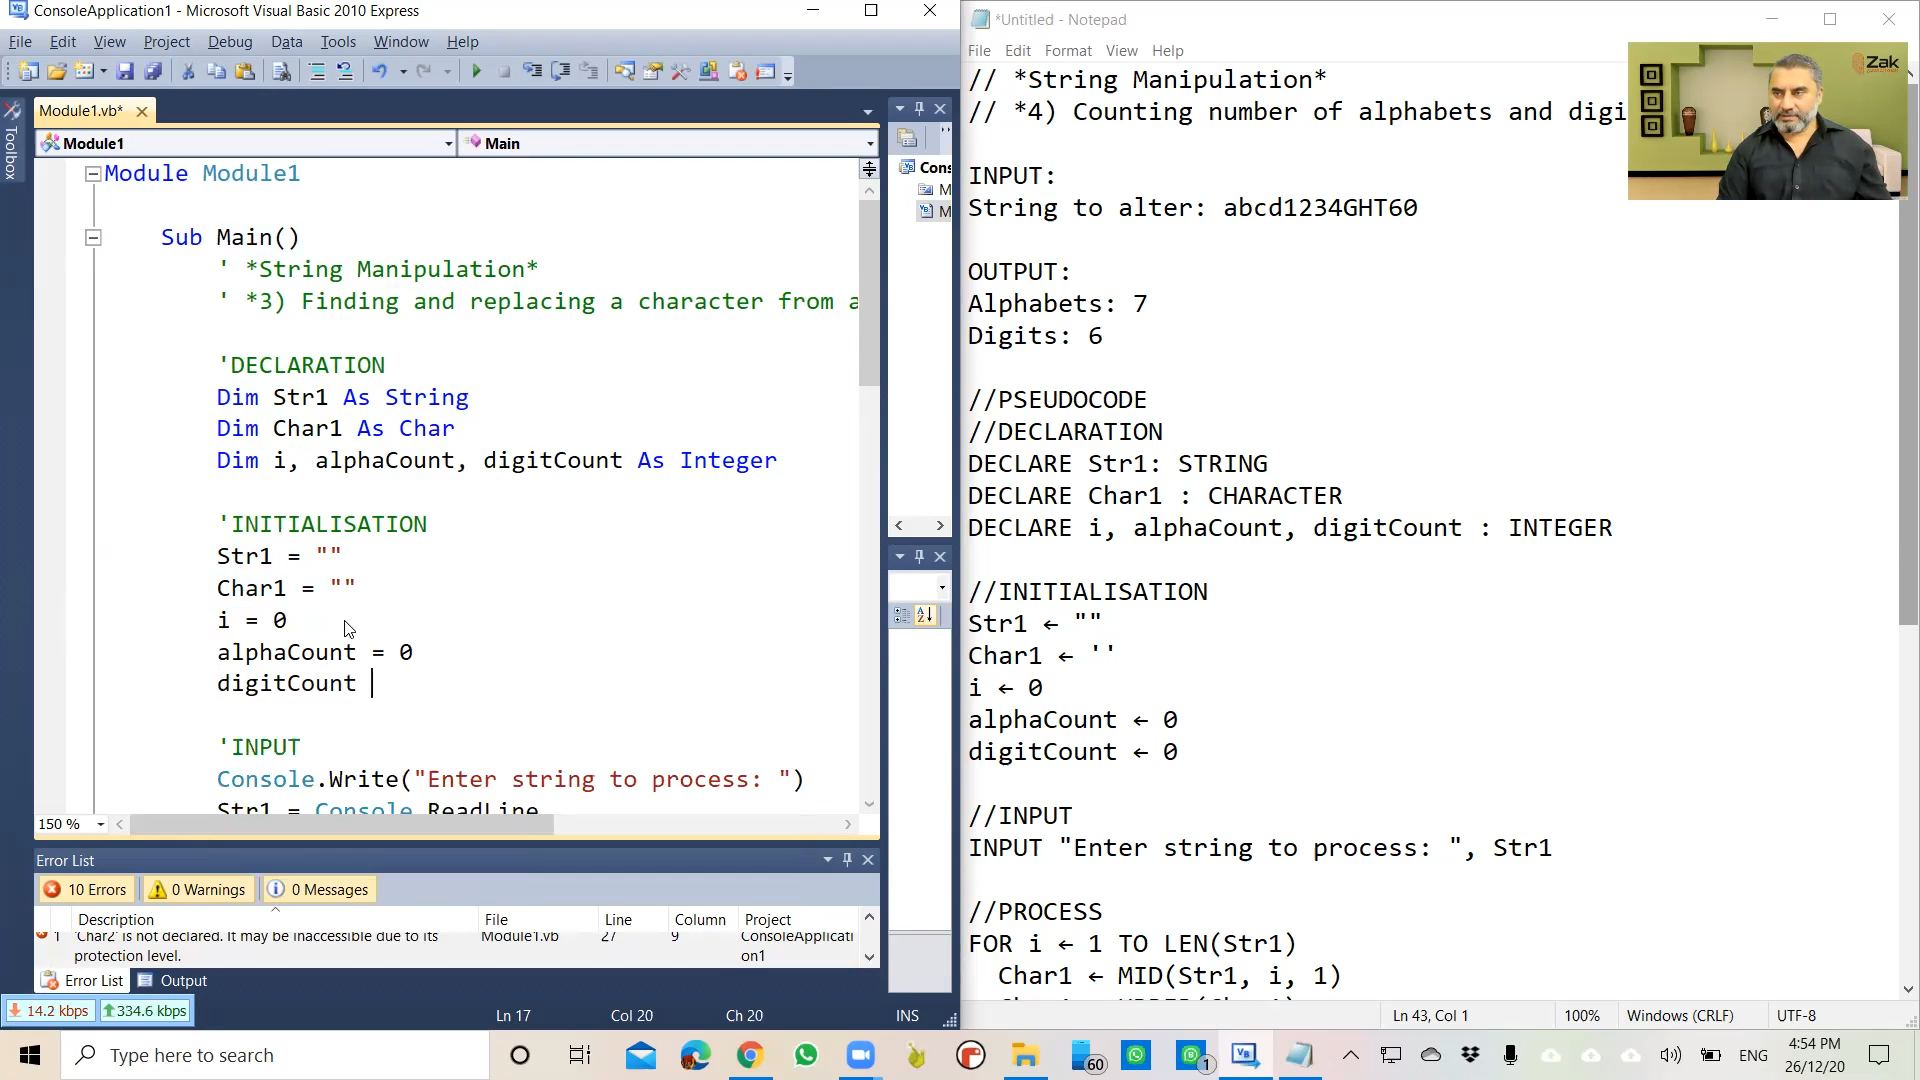 ConsoleApplication1 - Microsoft Visual Basic 2010 Express
File Edit View Project Debug Data Tools Window Help
Toolbox
Module1.vb*
Module1
Main
Module Module1
Sub Main()
' *String Manipulation*
' *3) Finding and replacing a character from a
'DECLARATION
Dim Str1 As String
Dim Char1 As Char
Dim i, alphaCount, digitCount As Integer
'INITIALISATION
Str1 = ""
Char1 = ""
i = 0
alphaCount = 0
digitCount
'INPUT
Console.Write("Enter string to process: ")
Str1 = Console.ReadLine
150 %
Cons
M
M
Error List
10 Errors 0 Warnings 0 Messages
Description File Line Column Project
1 'Char2' is not declared. It may be inaccessible due to its protection level. Module1.vb 27 9 ConsoleApplication1
Error List Output
14.2 kbps 334.6 kbps
Ln 17 Col 20 Ch 20 INS
*Untitled - Notepad
File Edit Format View Help
// *String Manipulation*
// *4) Counting number of alphabets and digi
INPUT:
String to alter: abcd1234GHT60
OUTPUT:
Alphabets: 7
Digits: 6
//PSEUDOCODE
//DECLARATION
DECLARE Str1: STRING
DECLARE Char1 : CHARACTER
DECLARE i, alphaCount, digitCount : INTEGER
//INITIALISATION
Str1 ← ""
Char1 ← ''
i ← 0
alphaCount ← 0
digitCount ← 0
//INPUT
INPUT "Enter string to process: ", Str1
//PROCESS
FOR i ← 1 TO LEN(Str1)
Char1 ← MID(Str1, i, 1)
Ln 43, Col 1 100% Windows (CRLF) UTF-8
Zak
Type here to search
60
1
ENG
4:54 PM
26/12/20